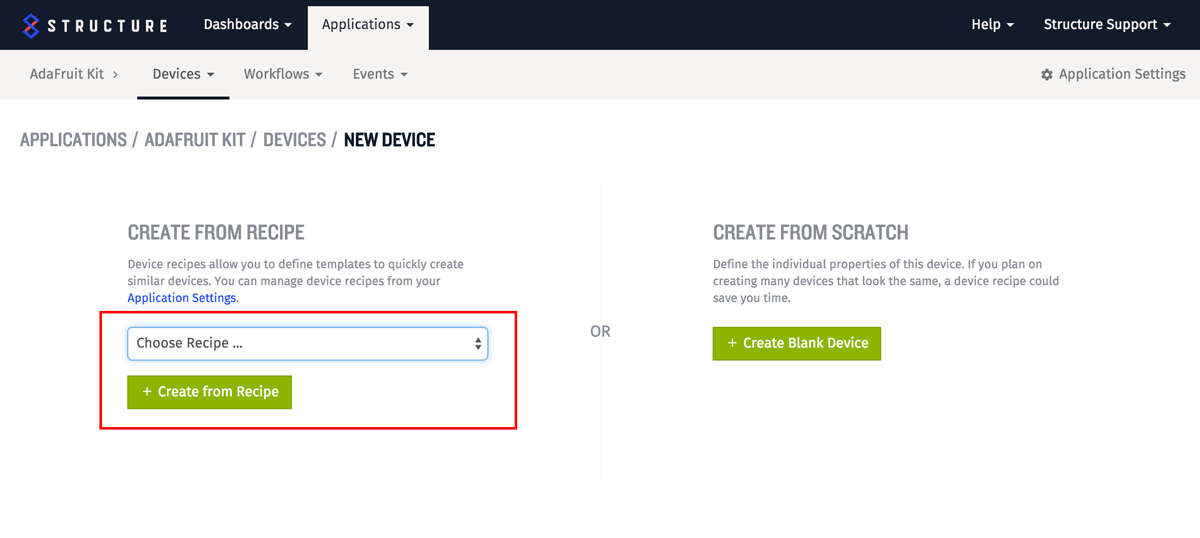 STRUCTURE Dashboards Applications Help Structure Support
AdaFruit Kit > Devices Workflows Events Application Settings
APPLICATIONS / ADAFRUIT KIT / DEVICES / NEW DEVICE
CREATE FROM RECIPE
Device recipes allow you to define templates to quickly create
similar devices. You can manage device recipes from your
Application Settings.
Choose Recipe ...
+ Create from Recipe
OR
CREATE FROM SCRATCH
Define the individual properties of this device. If you plan on
creating many devices that look the same, a device recipe could
save you time.
+ Create Blank Device